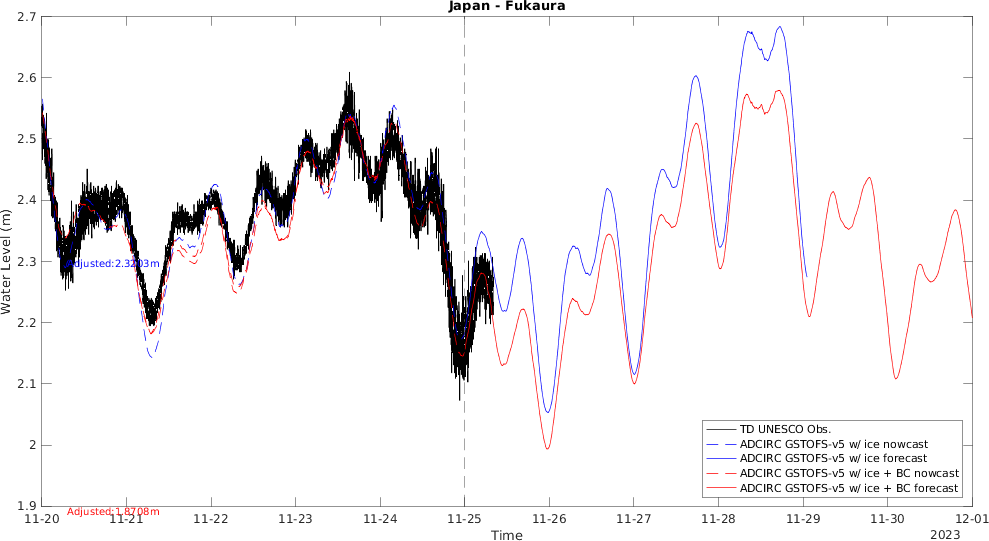 Japan - Fukaura
2.7
2.6
2.5
2.4
2.3
2.2
2.1
2
1.9
Water Level (m)
Adjusted:2.3203m
Adjusted:1.8708m
TD UNESCO Obs.
ADCIRC GSTOFS-v5 w/ ice nowcast
ADCIRC GSTOFS-v5 w/ ice forecast
ADCIRC GSTOFS-v5 w/ ice + BC nowcast
ADCIRC GSTOFS-v5 w/ ice + BC forecast
11-20 11-21 11-22 11-23 11-24 11-25 11-26 11-27 11-28 11-29 11-30 12-01
Time
2023